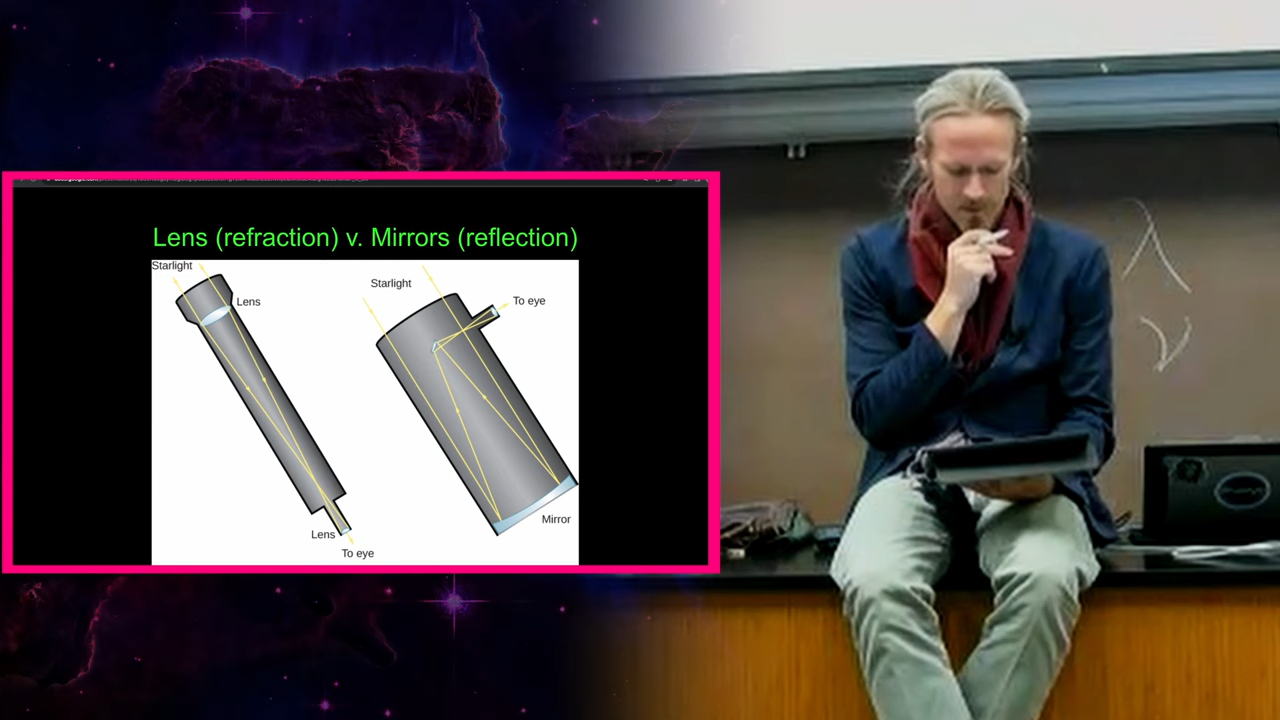 Lens (refraction) v. Mirrors (reflection)
Starlight
Lens
Lens
To eye
Starlight
To eye
Mirror
λ
ν